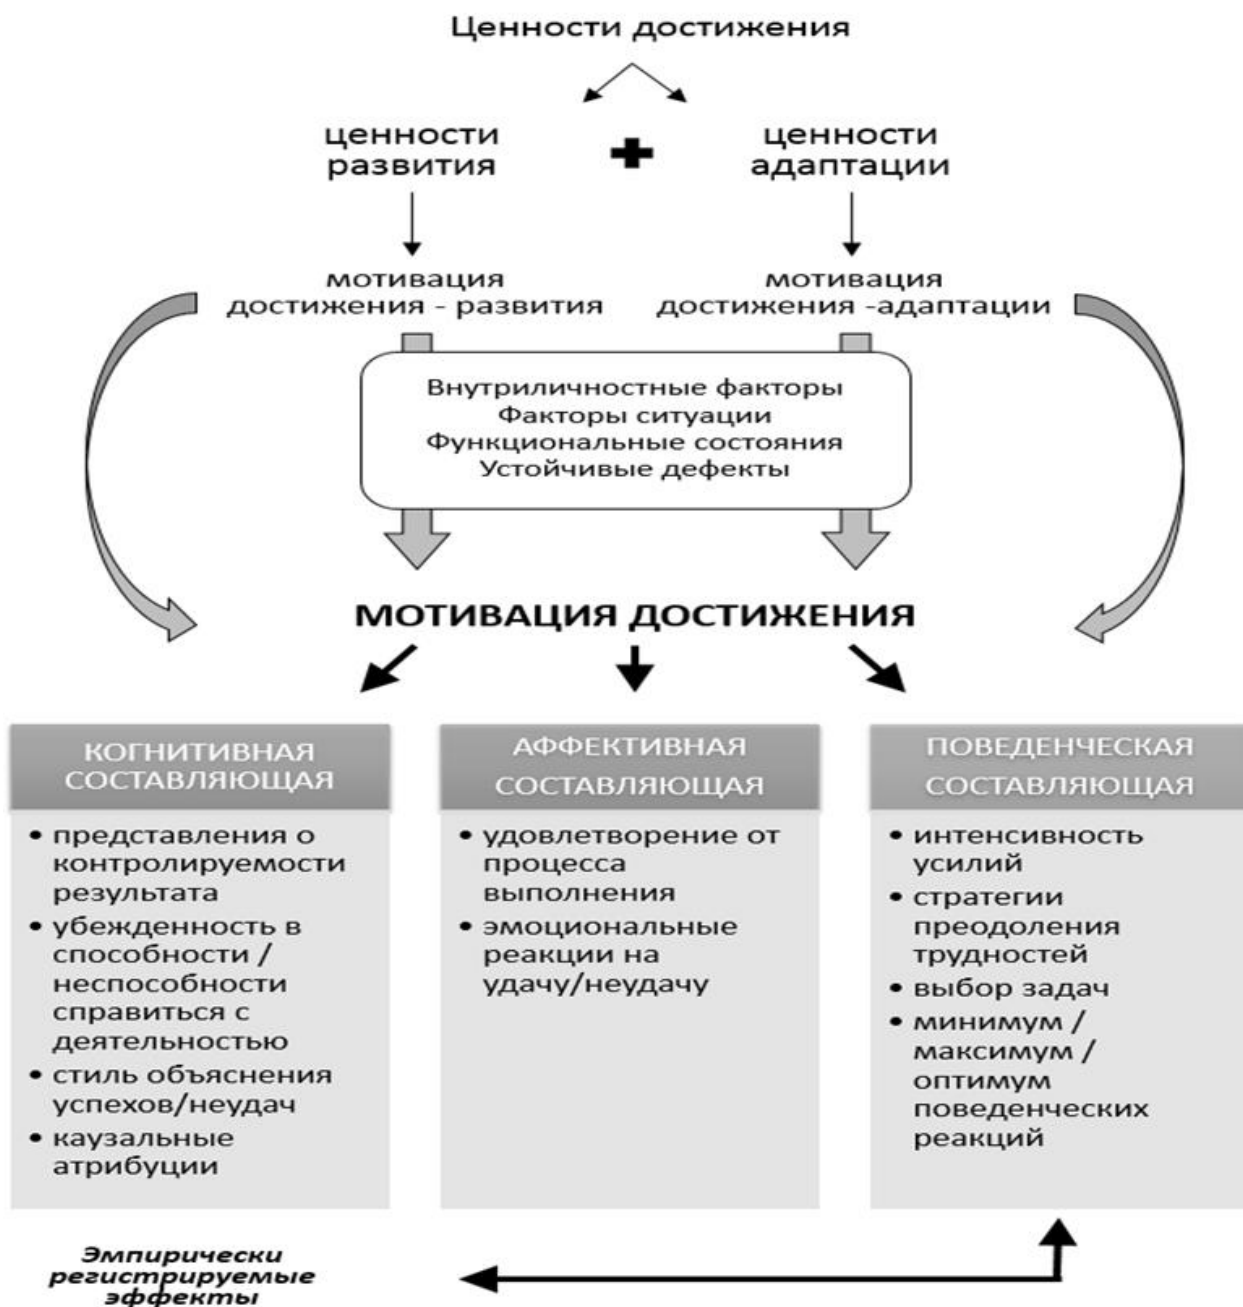 Ценности достижения
ценности
развития
ценности
адаптации
мотивация
достижения - развития
мотивация
достижения -адаптации
Внутриличностные факторы
Факторы ситуации
Функциональные состояния
Устойчивые дефекты
МОТИВАЦИЯ ДОСТИЖЕНИЯ
КОГНИТИВНАЯ
СОСТАВЛЯЮЩАЯ
• представления о
контролируемости
результата
• убежденность в
способности /
неспособности
справиться с
деятельностью
• стиль объяснения
успехов/неудач
• каузальные
атрибуции
АФФЕКТИВНАЯ
СОСТАВЛЯЮЩАЯ
• удовлетворение от
процесса
выполнения
• эмоциональные
реакции на
удачу/неудачу
ПОВЕДЕНЧЕСКАЯ
СОСТАВЛЯЮЩАЯ
• интенсивность
усилий
• стратегии
преодоления
трудностей
• выбор задач
• минимум /
максимум /
оптимум
поведенческих
реакций
Эмпирически
регистрируемые
эффекты